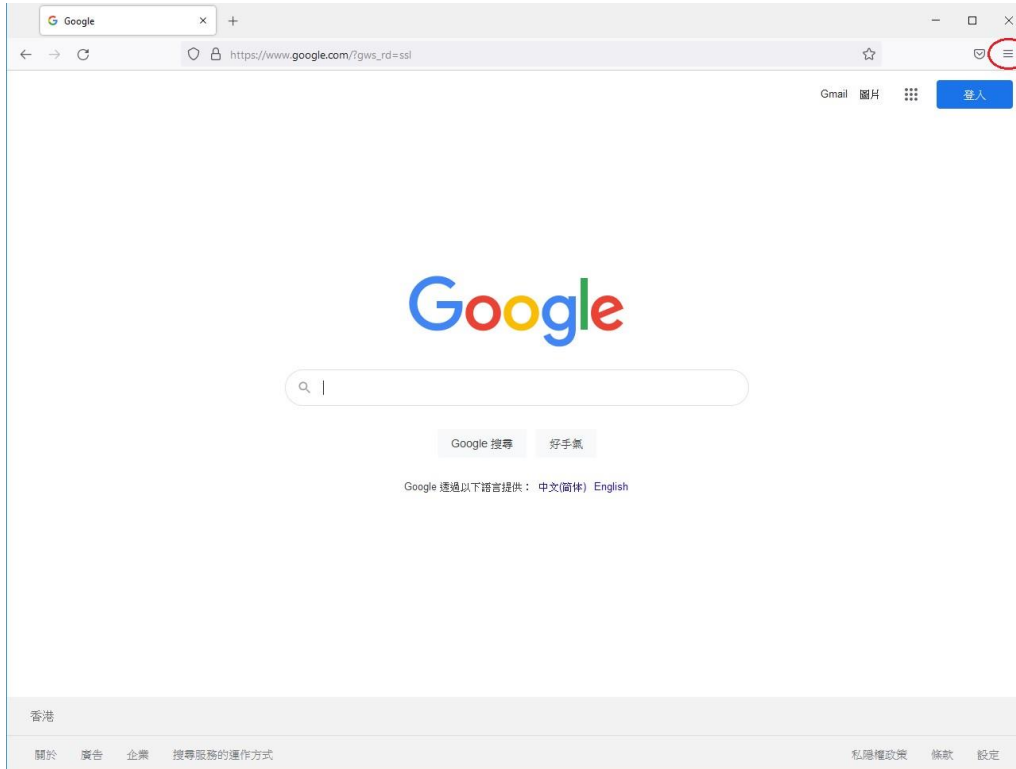 Google
https://www.google.com/?gws_rd=ssl
Gmail 圖片 登入
Google
Google 搜尋 好手氣
Google 透過以下語言提供： 中文(简体) English
香港
關於 廣告 企業 搜尋服務的運作方式 私隱權政策 條款 設定